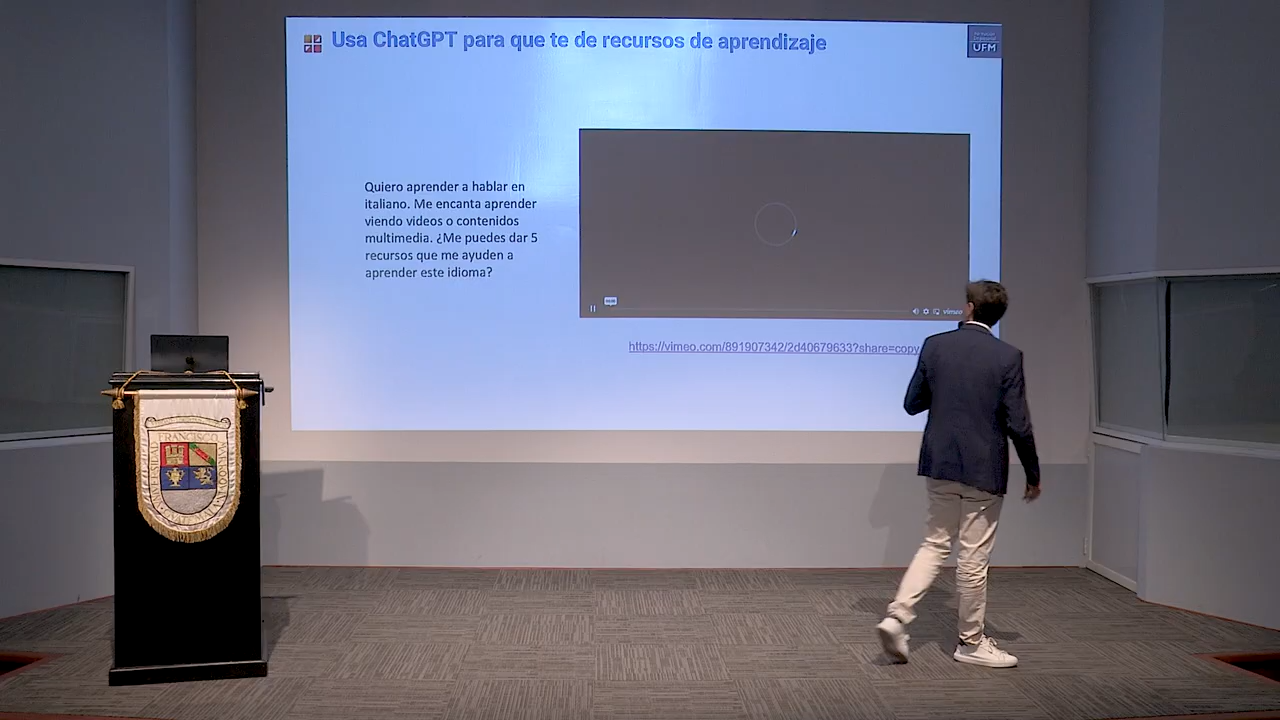 Usa ChatGPT para que te de recursos de aprendizaje
UFM
Quiero aprender a hablar en
italiano. Me encanta aprender
viendo videos o contenidos
multimedia. ¿Me puedes dar 5
recursos que me ayuden a
aprender este idioma?
vimeo
https://vimeo.com/891907342/2d40679633?share=copy
FRANCISCO